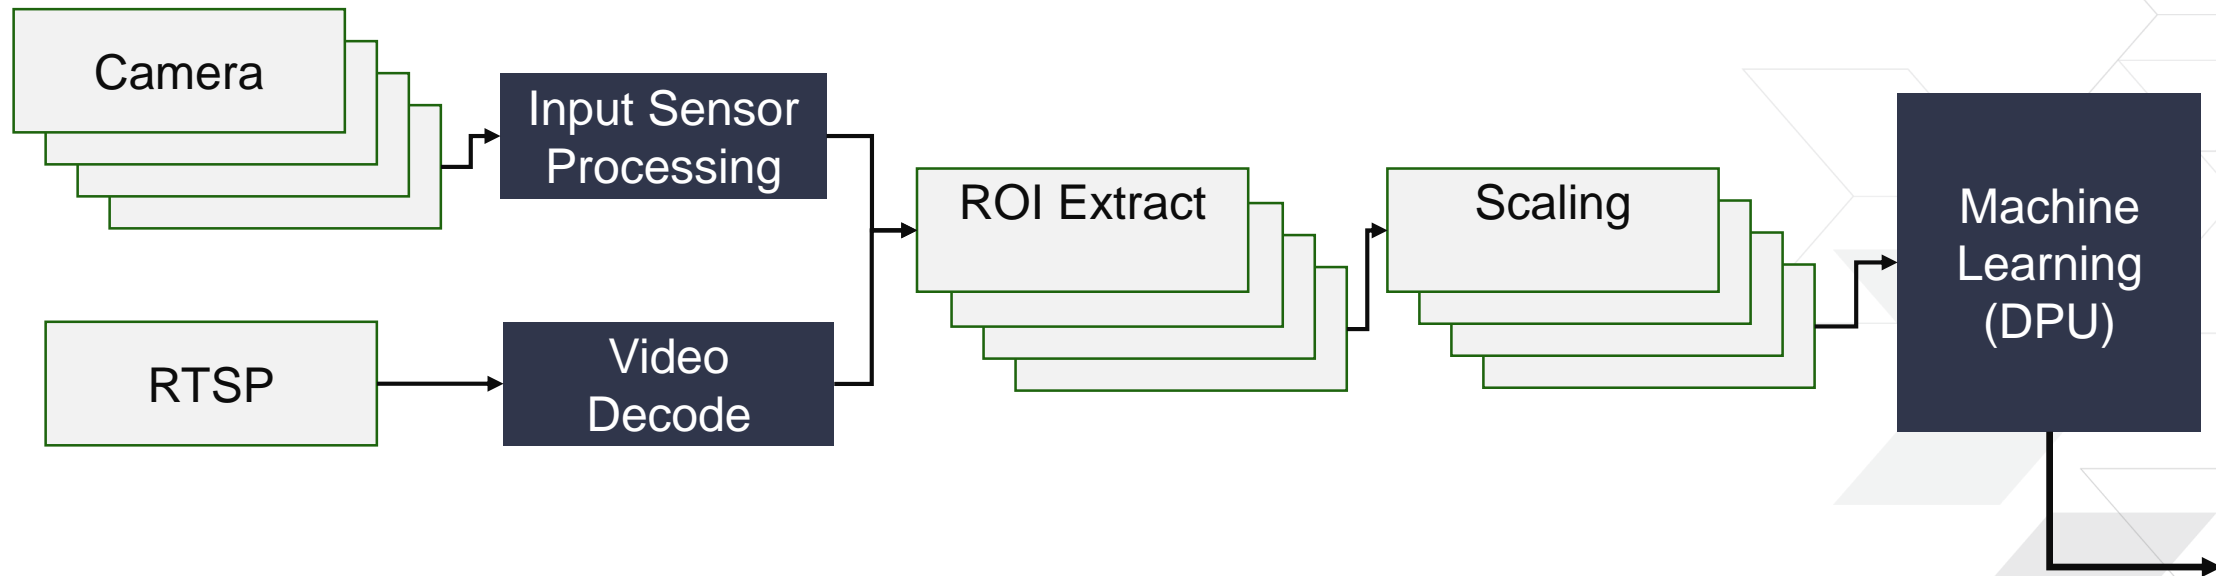 Camera
Input Sensor
Processing
ROI Extract
Scaling
Machine
Learning
(DPU)
RTSP
Video
Decode